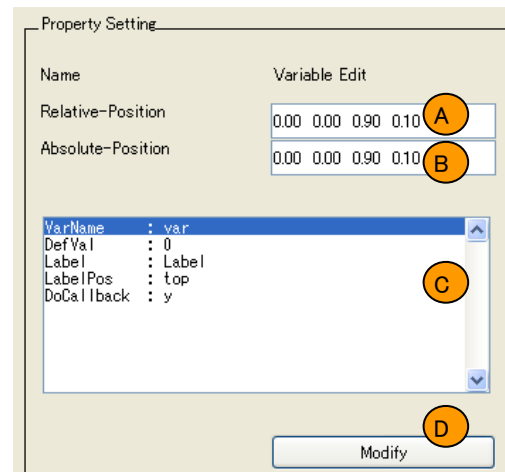 Property Setting
Name Variable Edit
Relative-Position 0.00 0.00 0.90 0.10 A
Absolute-Position 0.00 0.00 0.90 0.10 B
VarName : var
DefVal : 0
Label : Label
LabelPos : top
DoCallback : y
C
D
Modify